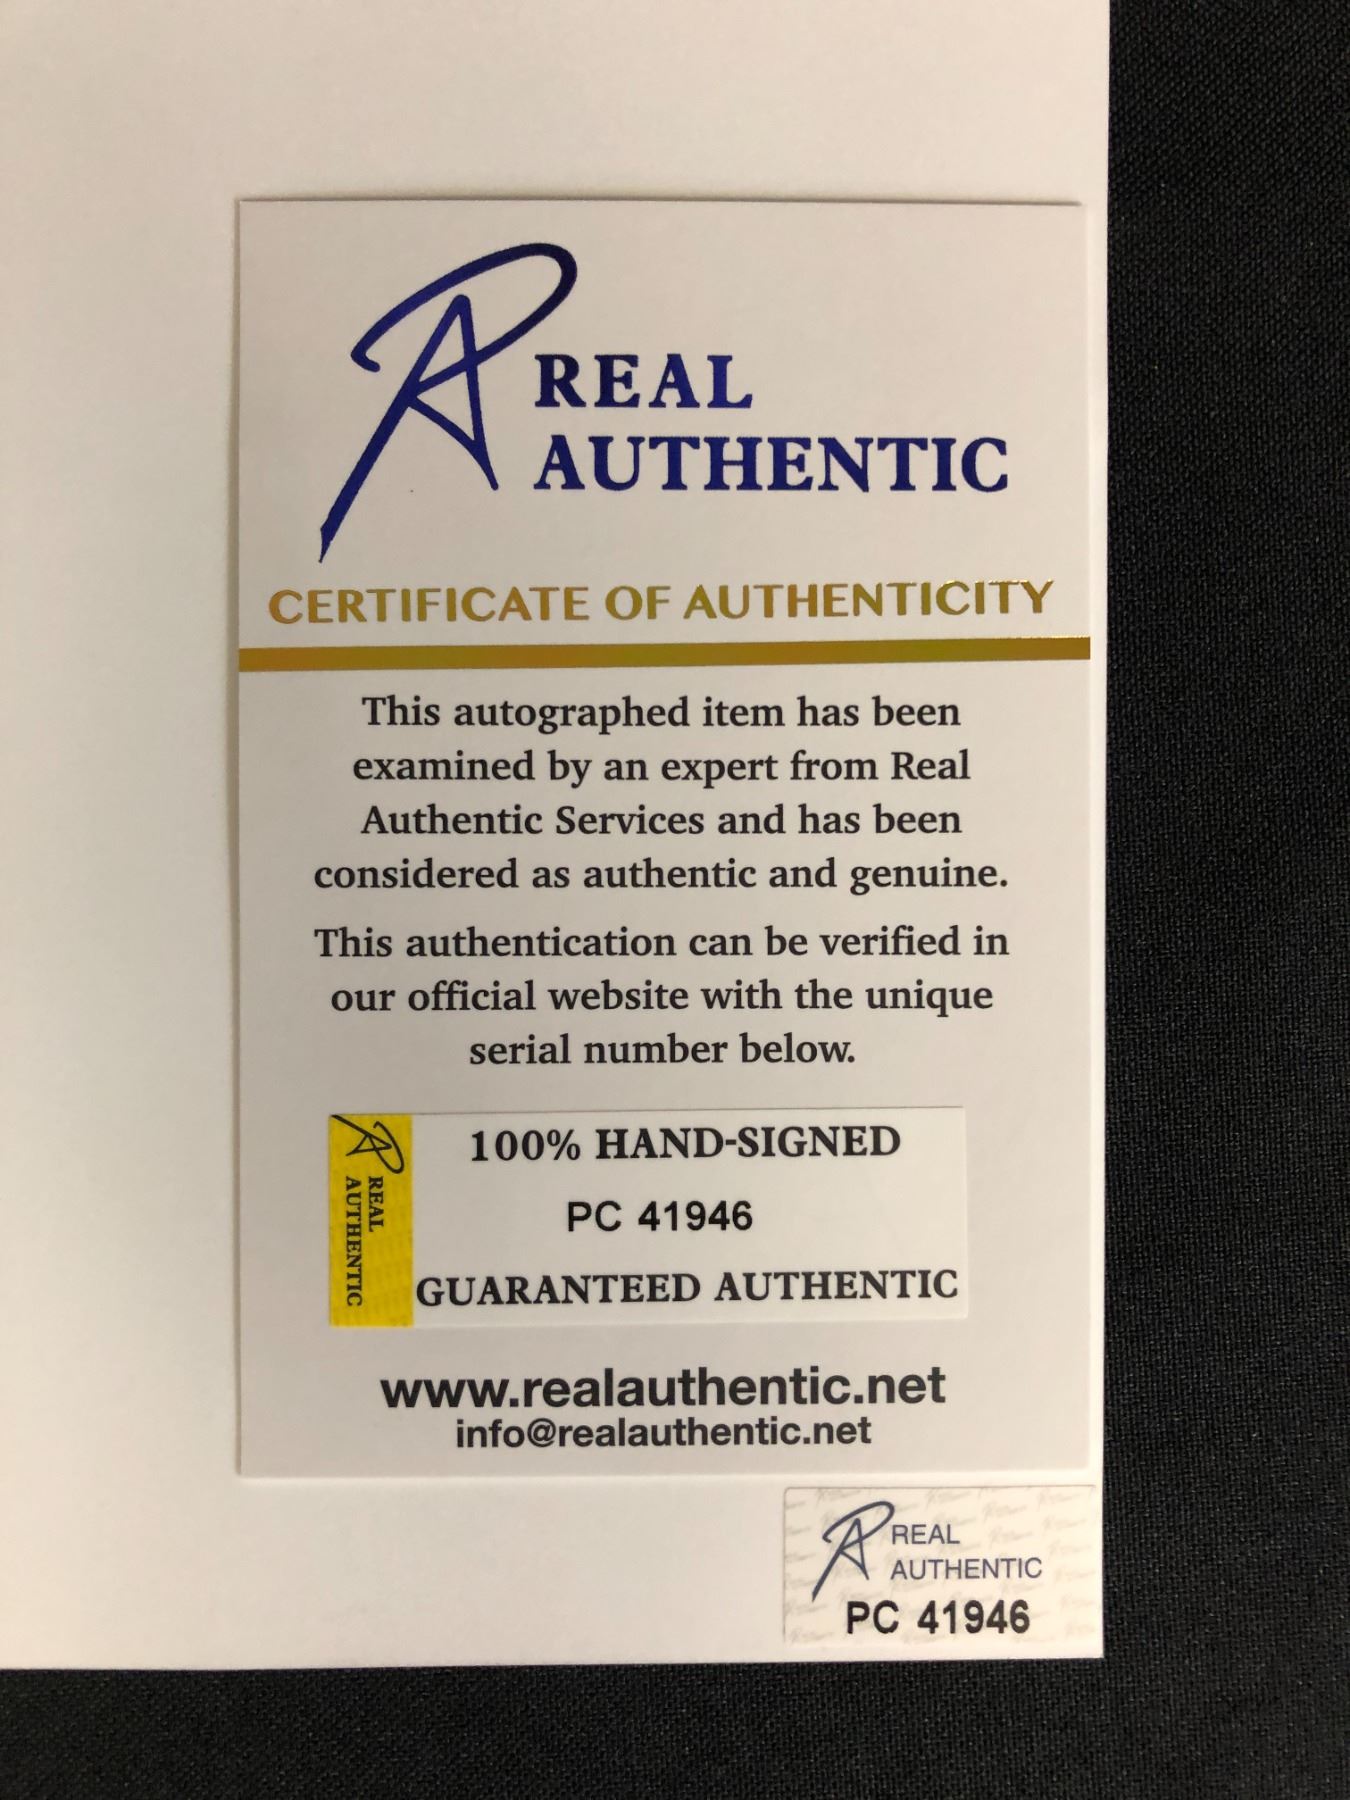 REAL
AUTHENTIC
CERTIFICATE OF AUTHENTICITY
This autographed item has been
examined by an expert from Real
Authentic Services and has been
considered as authentic and genuine.
This authentication can be verified in
our official website with the unique
serial number below.
REAL
AUTHENTIC
100% HAND-SIGNED
PC 41946
GUARANTEED AUTHENTIC
www.realauthentic.net
info@realauthentic.net
REAL
AUTHENTIC
PC 41946